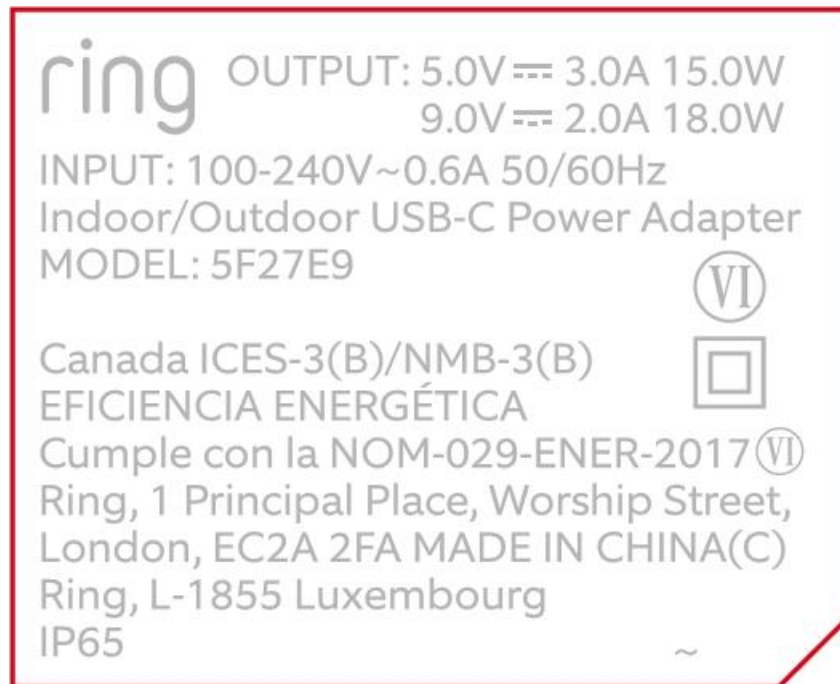 ring OUTPUT: 5.0V ⎓ 3.0A 15.0W
9.0V ⎓ 2.0A 18.0W
INPUT: 100-240V~0.6A 50/60Hz
Indoor/Outdoor USB-C Power Adapter
MODEL: 5F27E9
VI
Canada ICES-3(B)/NMB-3(B)
EFICIENCIA ENERGÉTICA
Cumple con la NOM-029-ENER-2017 VI
Ring, 1 Principal Place, Worship Street,
London, EC2A 2FA MADE IN CHINA(C)
Ring, L-1855 Luxembourg
IP65 ~